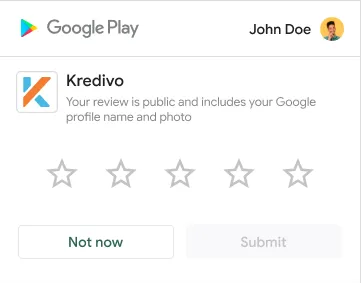 Google Play
John Doe
Kredivo
Your review is public and includes your Google
profile name and photo
Not now
Submit